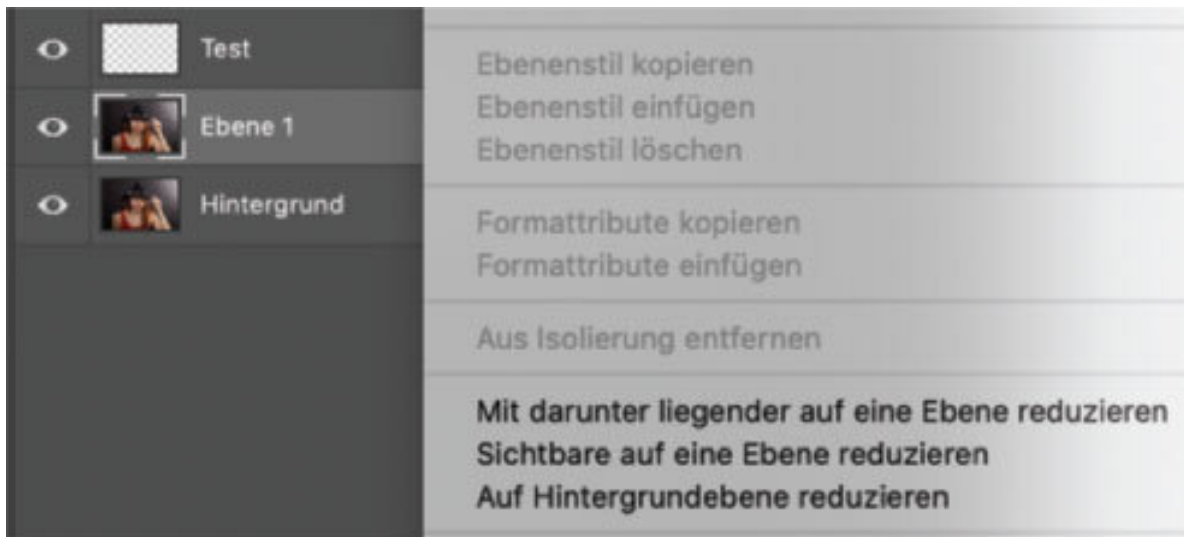 Test
Ebene 1
Hintergrund
Ebenenstil kopieren
Ebenenstil einfügen
Ebenenstil löschen
Formattribute kopieren
Formattribute einfügen
Aus Isolierung entfernen
Mit darunter liegender auf eine Ebene reduzieren
Sichtbare auf eine Ebene reduzieren
Auf Hintergrundebene reduzieren